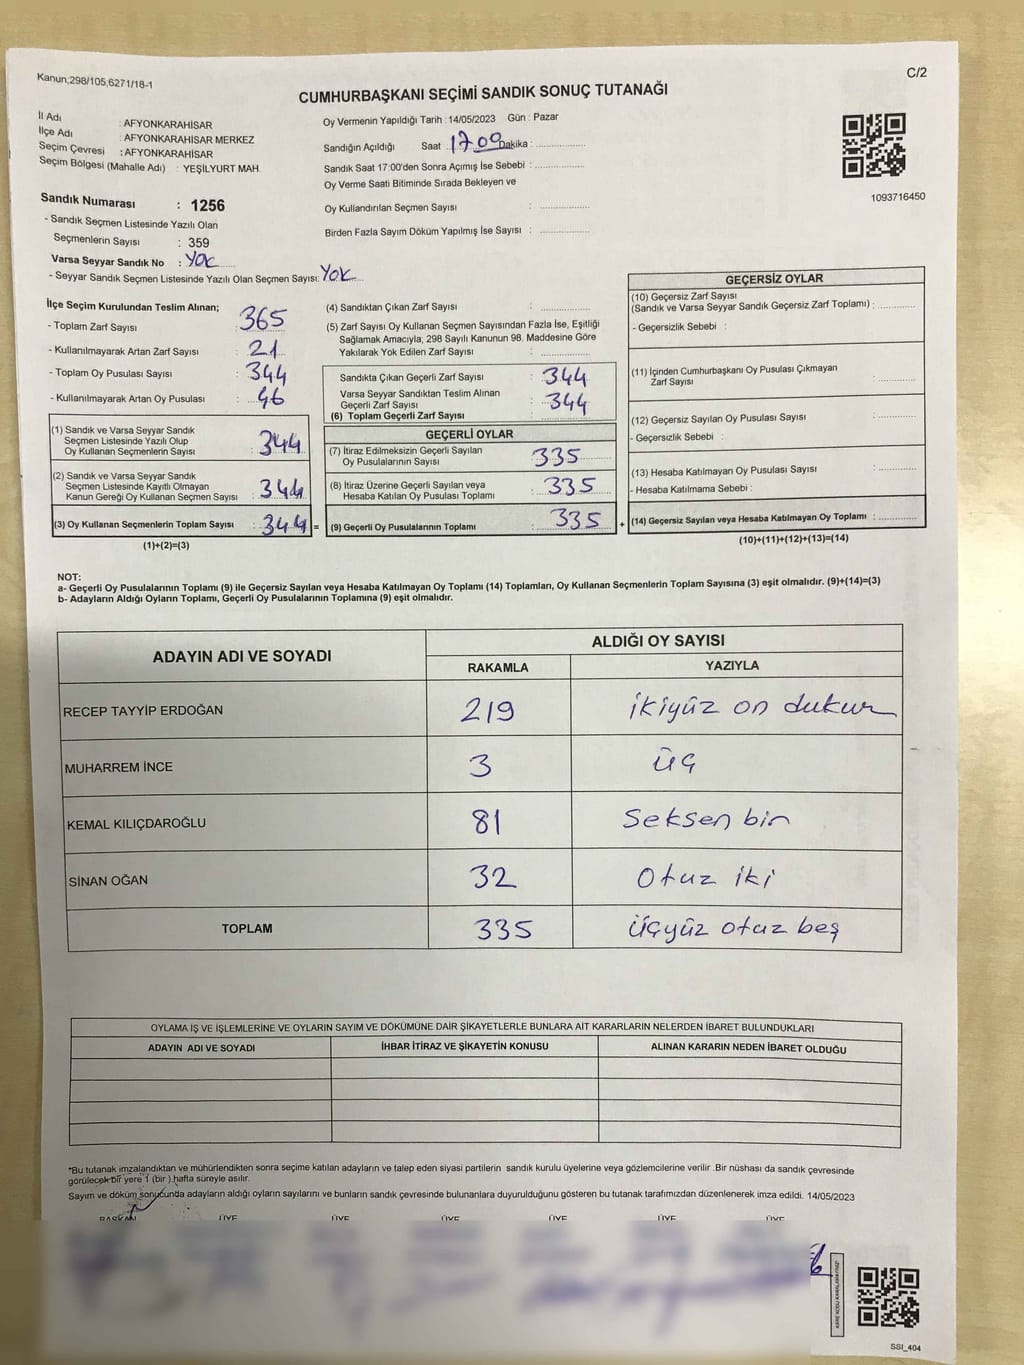 Kanun;298/105,6271/18-1
C/2
CUMHURBAŞKANI SEÇİMİ SANDIK SONUÇ TUTANAĞI
İl Adı : AFYONKARAHİSAR
İlçe Adı : AFYONKARAHİSAR MERKEZ
Seçim Çevresi : AFYONKARAHİSAR
Seçim Bölgesi (Mahalle Adı) : YEŞİLYURT MAH.
Sandık Numarası : 1256
- Sandık Seçmen Listesinde Yazılı Olan
Seçmenlerin Sayısı : 359
Varsa Seyyar Sandık No : YOK
- Seyyar Sandık Seçmen Listesinde Yazılı Olan Seçmen Sayısı: YOK
Oy Vermenin Yapıldığı Tarih : 14/05/2023 Gün : Pazar
Sandığın Açıldığı Saat : 17.00 Dakika :
Sandık Saat 17:00'den Sonra Açımış İse Sebebi :
Oy Verme Saati Bitiminde Sırada Bekleyen ve
Oy Kullandırılan Seçmen Sayısı :
Birden Fazla Sayım Döküm Yapılmış İse Sayısı :
1093716450
İlçe Seçim Kurulundan Teslim Alınan;
- Toplam Zarf Sayısı : 365
- Kullanılmayarak Artan Zarf Sayısı : 21
- Toplam Oy Pusulası Sayısı : 344
- Kullanılmayarak Artan Oy Pusulası :
(1) Sandık ve Varsa Seyyar Sandık
Seçmen Listesinde Yazılı Olup
Oy Kullanan Seçmenlerin Sayısı : 344
(2) Sandık ve Varsa Seyyar Sandık
Seçmen Listesinde Kayıtlı Olmayan
Kanun Gereği Oy Kullanan Seçmen Sayısı : 344
(3) Oy Kullanan Seçmenlerin Toplam Sayısı : 344 =
(1)+(2)=(3)
(4) Sandıktan Çıkan Zarf Sayısı :
(5) Zarf Sayısı Oy Kullanan Seçmen Sayısından Fazla İse, Eşitliği
Sağlamak Amacıyla; 298 Sayılı Kanunun 98. Maddesine Göre
Yakılarak Yok Edilen Zarf Sayısı :
Sandıkta Çıkan Geçerli Zarf Sayısı : 344
Varsa Seyyar Sandıktan Teslim Alınan
Geçerli Zarf Sayısı : 344
(6) Toplam Geçerli Zarf Sayısı
GEÇERLİ OYLAR
(7) İtiraz Edilmeksizin Geçerli Sayılan
Oy Pusulalarının Sayısı : 335
(8) İtiraz Üzerine Geçerli Sayılan veya
Hesaba Katılan Oy Pusulası Toplamı : 335
(9) Geçerli Oy Pusulalarının Toplamı : 335 +
GEÇERSİZ OYLAR
(10) Geçersiz Zarf Sayısı
(Sandık ve Varsa Seyyar Sandık Geçersiz Zarf Toplamı) :
- Geçersizlik Sebebi :
(11) İçinden Cumhurbaşkanı Oy Pusulası Çıkmayan
Zarf Sayısı :
(12) Geçersiz Sayılan Oy Pusulası Sayısı :
- Geçersizlik Sebebi :
(13) Hesaba Katılmayan Oy Pusulası Sayısı :
- Hesaba Katılmama Sebebi :
(14) Geçersiz Sayılan veya Hesaba Katılmayan Oy Toplamı :
(10)+(11)+(12)+(13)=(14)
NOT:
a- Geçerli Oy Pusulalarının Toplamı (9) ile Geçersiz Sayılan veya Hesaba Katılmayan Oy Toplamı (14) Toplamları, Oy Kullanan Seçmenlerin Toplam Sayısına (3) eşit olmalıdır. (9)+(14)=(3)
b- Adayların Aldığı Oyların Toplamı, Geçerli Oy Pusulalarının Toplamına (9) eşit olmalıdır.
ADAYIN ADI VE SOYADI ALDIĞI OY SAYISI
RAKAMLA YAZIYLA
RECEP TAYYİP ERDOĞAN 219 ikiyüz on dukuz
MUHARREM İNCE 3 üç
KEMAL KILIÇDAROĞLU 81 Seksen bir
SİNAN OĞAN 32 Otuz iki
TOPLAM 335 üçyüz otuz beş
OYLAMA İŞ VE İŞLEMLERİNE VE OYLARIN SAYIM VE DÖKÜMÜNE DAİR ŞİKAYETLERLE BUNLARA AİT KARARLARIN NELERDEN İBARET BULUNDUKLARI
ADAYIN ADI VE SOYADI İHBAR İTİRAZ VE ŞİKAYETİN KONUSU ALINAN KARARIN NEDEN İBARET OLDUĞU
*Bu tutanak imzalandıktan ve mühürlendikten sonra seçime katılan adayların ve talep eden siyasi partilerin sandık kurulu üyelerine veya gözlemcilerine verilir .Bir nüshası da sandık çevresinde
görülecek bir yere 1 (bir ) hafta süreyle asılır.
Sayım ve döküm sonucunda adayların aldığı oyların sayılarını ve bunların sandık çevresinde bulunanlara duyurulduğunu gösteren bu tutanak tarafımızdan düzenlenerek imza edildi. 14/05/2023
BAŞKAN ÜYE ÜYE ÜYE ÜYE ÜYE ÜYE
SSI_404